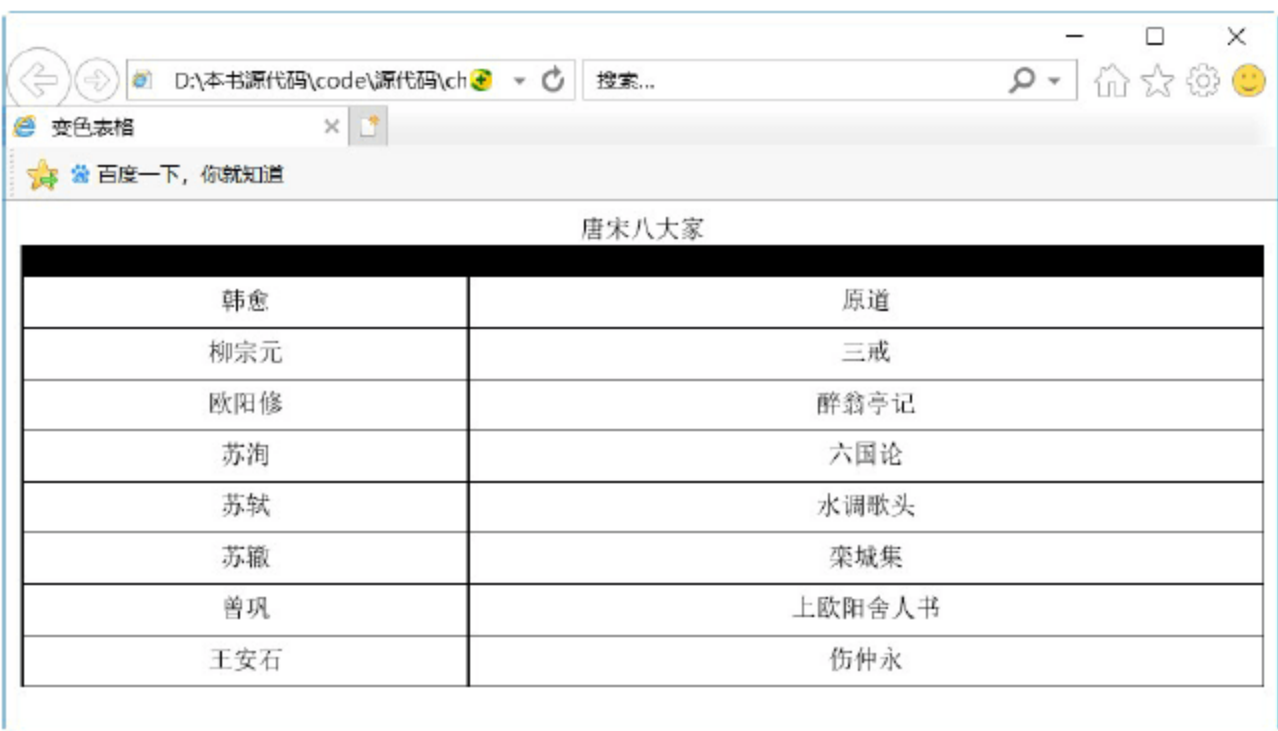 D:\本书源代码\code\源代码\ch
搜索...
变色表格
百度一下，你就知道
唐宋八大家
韩愈 原道
柳宗元 三戒
欧阳修 醉翁亭记
苏洵 六国论
苏轼 水调歌头
苏辙 栾城集
曾巩 上欧阳舍人书
王安石 伤仲永